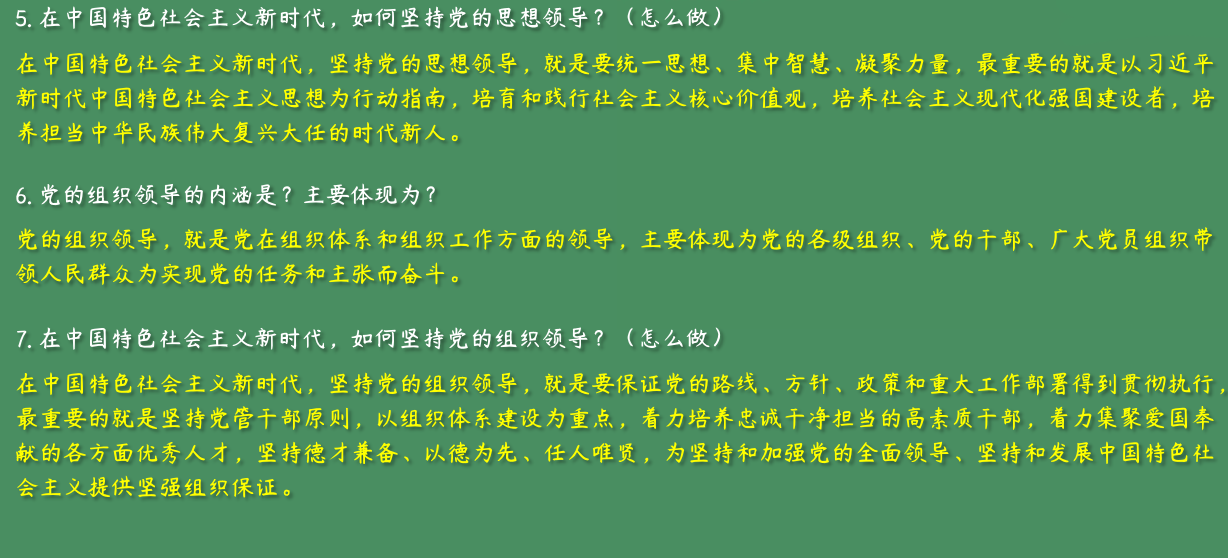 5. 在中国特色社会主义新时代，如何坚持党的思想领导？（怎么做）
在中国特色社会主义新时代，坚持党的思想领导，就是要统一思想、集中智慧、凝聚力量，最重要的就是以习近平
新时代中国特色社会主义思想为行动指南，培育和践行社会主义核心价值观，培养社会主义现代化强国建设者，培
养担当中华民族伟大复兴大任的时代新人。
6. 党的组织领导的内涵是？主要体现为？
党的组织领导，就是党在组织体系和组织工作方面的领导，主要体现为党的各级组织、党的干部、广大党员组织带
领人民群众为实现党的任务和主张而奋斗。
7. 在中国特色社会主义新时代，如何坚持党的组织领导？（怎么做）
在中国特色社会主义新时代，坚持党的组织领导，就是要保证党的路线、方针、政策和重大工作部署得到贯彻执行，
最重要的就是坚持党管干部原则，以组织体系建设为重点，着力培养忠诚干净担当的高素质干部，着力集聚爱国奉
献的各方面优秀人才，坚持德才兼备、以德为先、任人唯贤，为坚持和加强党的全面领导、坚持和发展中国特色社
会主义提供坚强组织保证。